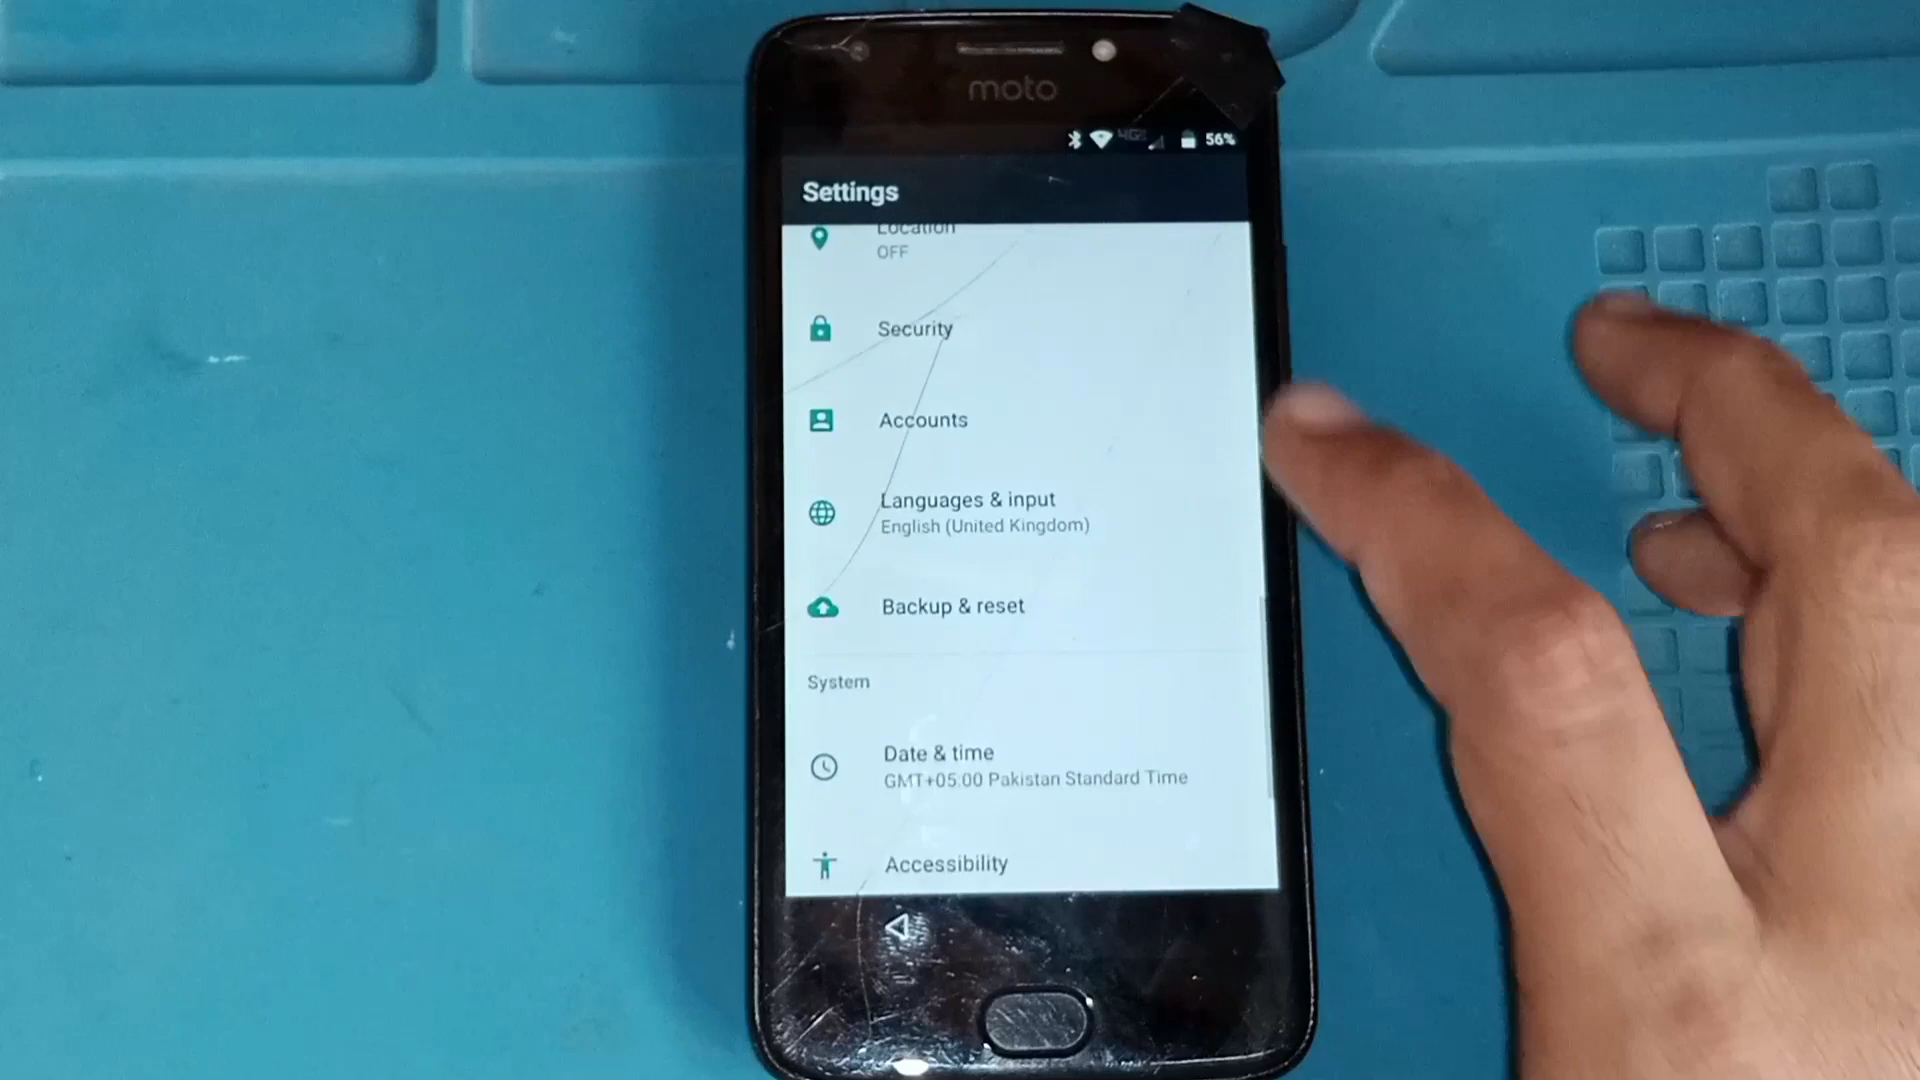 moto
4G
56%
Settings
Location
OFF
Security
Accounts
Languages & input
English (United Kingdom)
Backup & reset
System
Date & time
GMT+05:00 Pakistan Standard Time
Accessibility